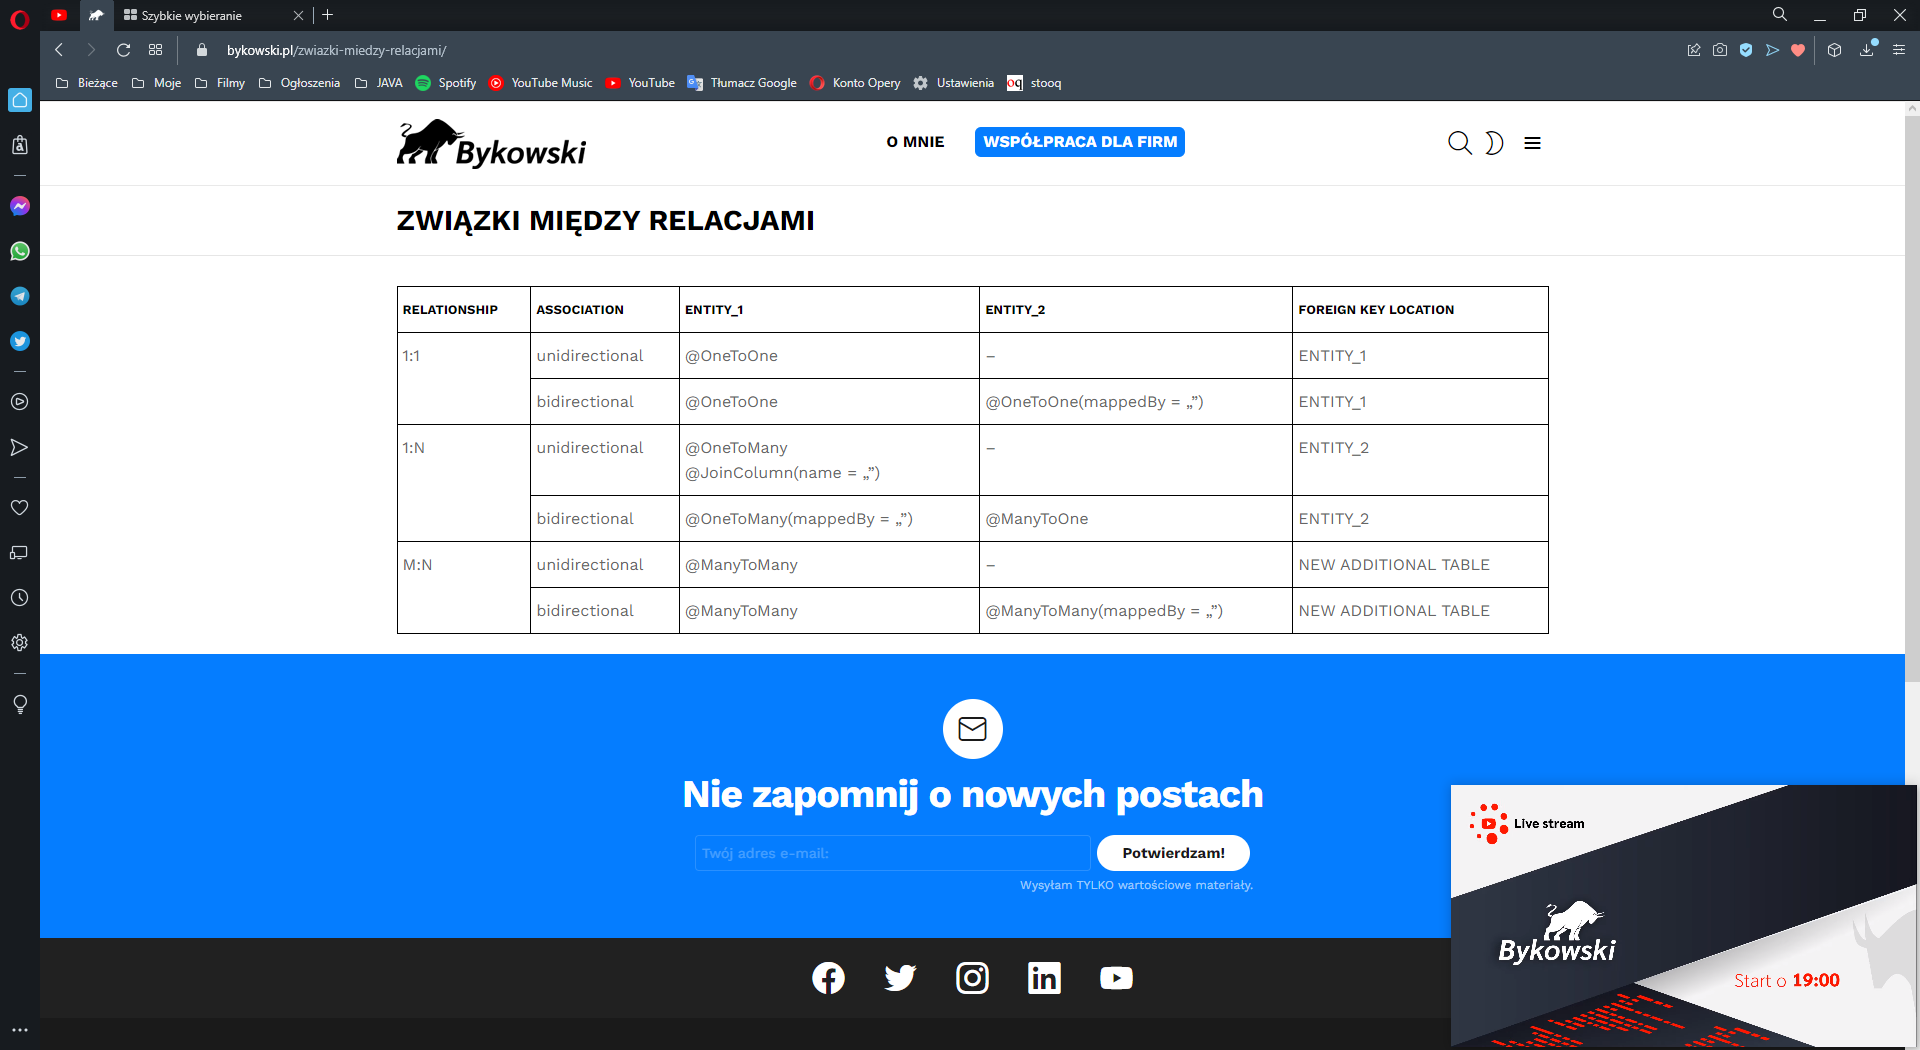 Szybkie wybieranie
bykowski.pl/zwiazki-miedzy-relacjami/
Bieżące Moje Filmy Ogłoszenia JAVA Spotify YouTube Music YouTube Tłumacz Google Konto Opery Ustawienia oq stooq
Bykowski
O MNIE
WSPÓŁPRACA DLA FIRM
ZWIĄZKI MIĘDZY RELACJAMI
RELATIONSHIP ASSOCIATION ENTITY_1 ENTITY_2 FOREIGN KEY LOCATION
1:1 unidirectional @OneToOne – ENTITY_1
bidirectional @OneToOne @OneToOne(mappedBy = „”) ENTITY_1
1:N unidirectional @OneToMany – ENTITY_2
@JoinColumn(name = „”)
bidirectional @OneToMany(mappedBy = „”) @ManyToOne ENTITY_2
M:N unidirectional @ManyToMany – NEW ADDITIONAL TABLE
bidirectional @ManyToMany @ManyToMany(mappedBy = „”) NEW ADDITIONAL TABLE
Nie zapomnij o nowych postach
Twój adres e-mail:
Potwierdzam!
Wysyłam TYLKO wartościowe materiały.
Live stream
Bykowski
Start o 19:00